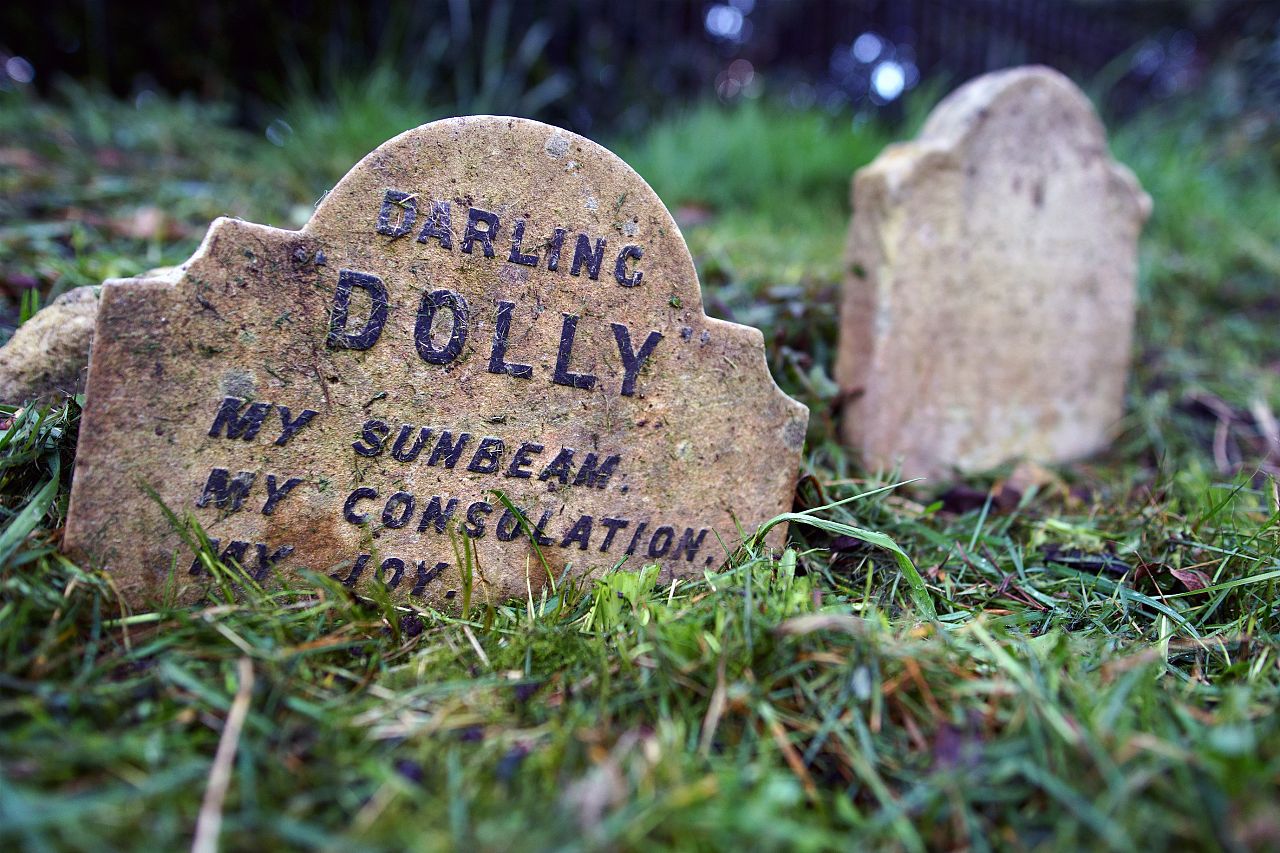 DARLING
DOLLY
MY SUNBEAM.
MY CONSOLATION,
MY JOY.